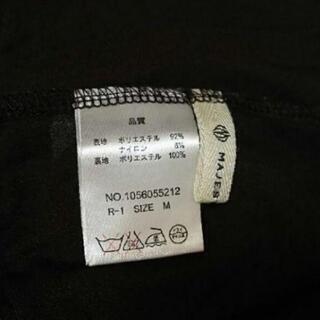 品質
表地 ポリエステル 92%
ナイロン 8%
裏地 ポリエステル 100%
NO.1056055212
R-1 SIZE M
MAJES